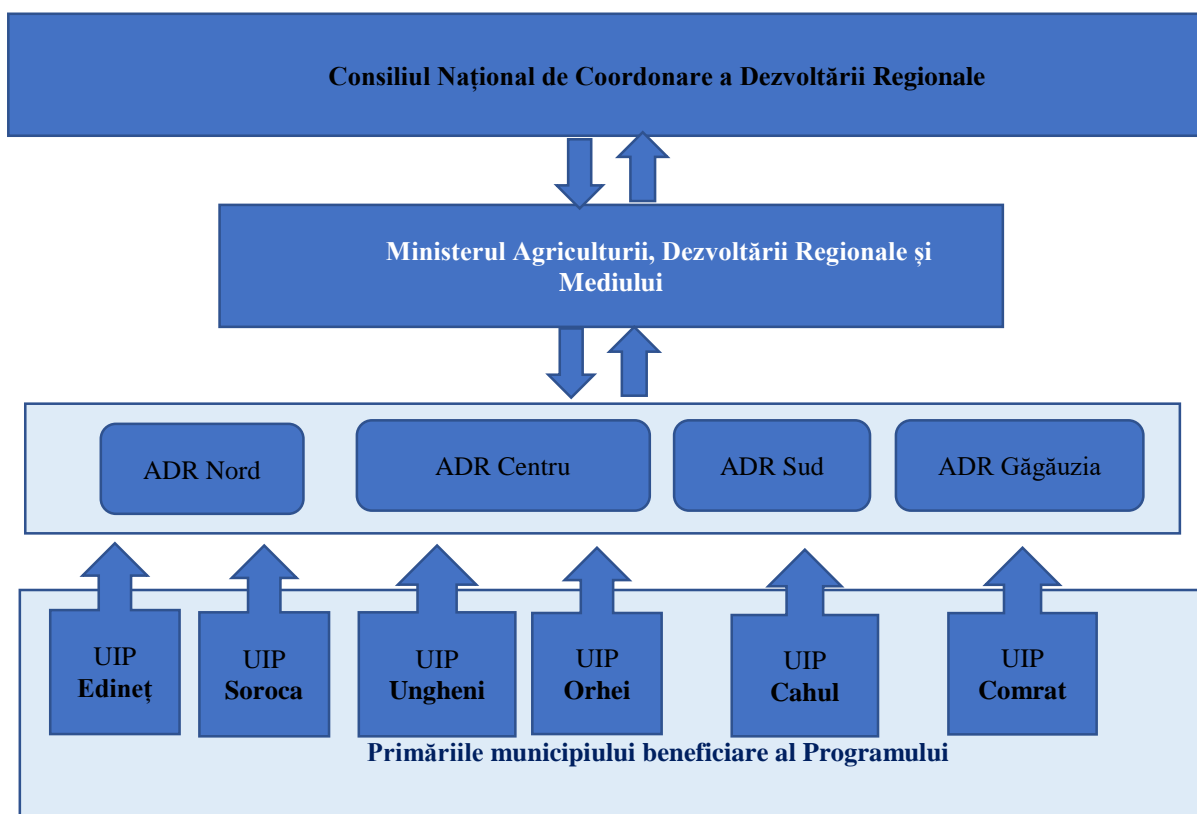 Consiliul Național de Coordonare a Dezvoltării Regionale
Ministerul Agriculturii, Dezvoltării Regionale și
Mediului
ADR Nord
ADR Centru
ADR Sud
ADR Găgăuzia
UIP
Edineț
UIP
Soroca
UIP
Ungheni
UIP
Orhei
UIP
Cahul
UIP
Comrat
Primăriile municipiului beneficiare al Programului